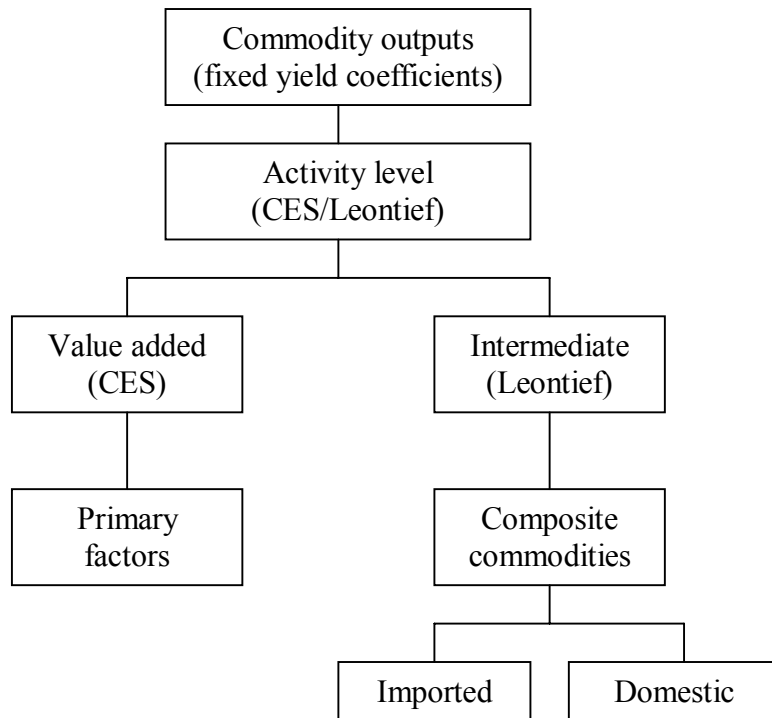 Commodity outputs
(fixed yield coefficients)
Activity level
(CES/Leontief)
Value added
(CES)
Intermediate
(Leontief)
Primary
factors
Composite
commodities
Imported
Domestic